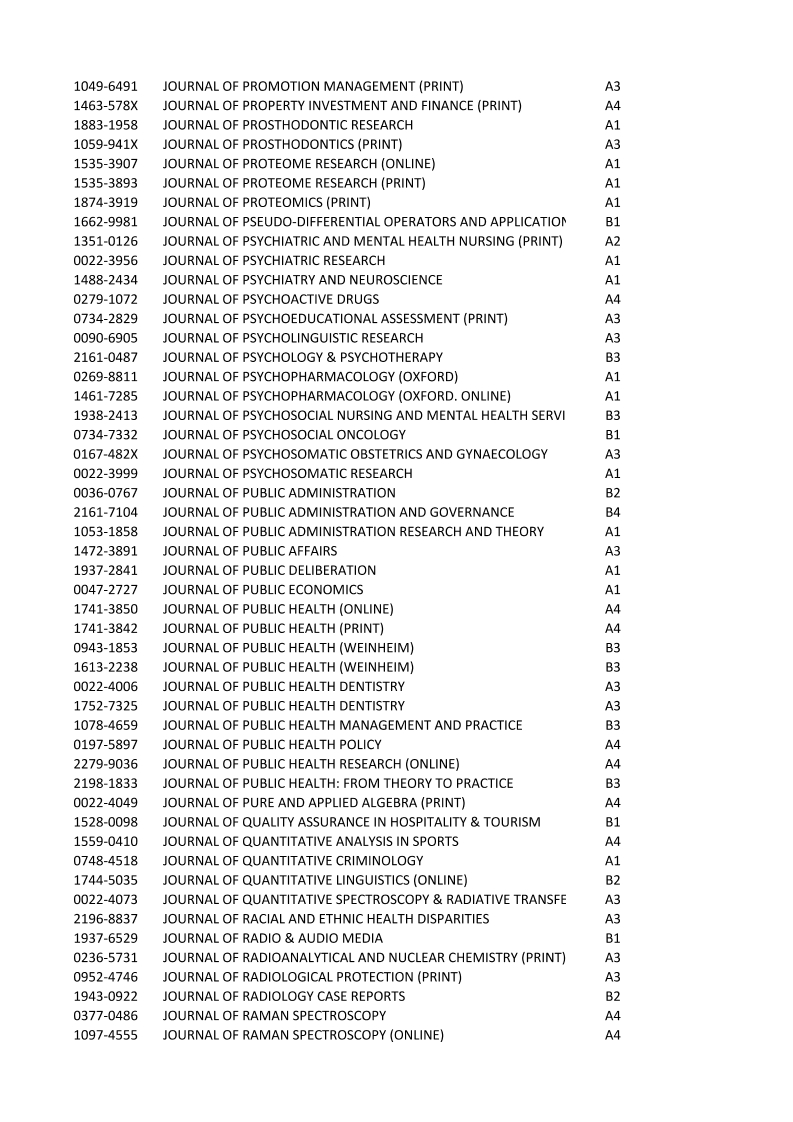 1049-6491 JOURNAL OF PROMOTION MANAGEMENT (PRINT) A3
1463-578X JOURNAL OF PROPERTY INVESTMENT AND FINANCE (PRINT) A4
1883-1958 JOURNAL OF PROSTHODONTIC RESEARCH A1
1059-941X JOURNAL OF PROSTHODONTICS (PRINT) A3
1535-3907 JOURNAL OF PROTEOME RESEARCH (ONLINE) A1
1535-3893 JOURNAL OF PROTEOME RESEARCH (PRINT) A1
1874-3919 JOURNAL OF PROTEOMICS (PRINT) A1
1662-9981 JOURNAL OF PSEUDO-DIFFERENTIAL OPERATORS AND APPLICATION B1
1351-0126 JOURNAL OF PSYCHIATRIC AND MENTAL HEALTH NURSING (PRINT) A2
0022-3956 JOURNAL OF PSYCHIATRIC RESEARCH A1
1488-2434 JOURNAL OF PSYCHIATRY AND NEUROSCIENCE A1
0279-1072 JOURNAL OF PSYCHOACTIVE DRUGS A4
0734-2829 JOURNAL OF PSYCHOEDUCATIONAL ASSESSMENT (PRINT) A3
0090-6905 JOURNAL OF PSYCHOLINGUISTIC RESEARCH A3
2161-0487 JOURNAL OF PSYCHOLOGY & PSYCHOTHERAPY B3
0269-8811 JOURNAL OF PSYCHOPHARMACOLOGY (OXFORD) A1
1461-7285 JOURNAL OF PSYCHOPHARMACOLOGY (OXFORD. ONLINE) A1
1938-2413 JOURNAL OF PSYCHOSOCIAL NURSING AND MENTAL HEALTH SERVI B3
0734-7332 JOURNAL OF PSYCHOSOCIAL ONCOLOGY B1
0167-482X JOURNAL OF PSYCHOSOMATIC OBSTETRICS AND GYNAECOLOGY A3
0022-3999 JOURNAL OF PSYCHOSOMATIC RESEARCH A1
0036-0767 JOURNAL OF PUBLIC ADMINISTRATION B2
2161-7104 JOURNAL OF PUBLIC ADMINISTRATION AND GOVERNANCE B4
1053-1858 JOURNAL OF PUBLIC ADMINISTRATION RESEARCH AND THEORY A1
1472-3891 JOURNAL OF PUBLIC AFFAIRS A3
1937-2841 JOURNAL OF PUBLIC DELIBERATION A1
0047-2727 JOURNAL OF PUBLIC ECONOMICS A1
1741-3850 JOURNAL OF PUBLIC HEALTH (ONLINE) A4
1741-3842 JOURNAL OF PUBLIC HEALTH (PRINT) A4
0943-1853 JOURNAL OF PUBLIC HEALTH (WEINHEIM) B3
1613-2238 JOURNAL OF PUBLIC HEALTH (WEINHEIM) B3
0022-4006 JOURNAL OF PUBLIC HEALTH DENTISTRY A3
1752-7325 JOURNAL OF PUBLIC HEALTH DENTISTRY A3
1078-4659 JOURNAL OF PUBLIC HEALTH MANAGEMENT AND PRACTICE B3
0197-5897 JOURNAL OF PUBLIC HEALTH POLICY A4
2279-9036 JOURNAL OF PUBLIC HEALTH RESEARCH (ONLINE) A4
2198-1833 JOURNAL OF PUBLIC HEALTH: FROM THEORY TO PRACTICE B3
0022-4049 JOURNAL OF PURE AND APPLIED ALGEBRA (PRINT) A4
1528-0098 JOURNAL OF QUALITY ASSURANCE IN HOSPITALITY & TOURISM B1
1559-0410 JOURNAL OF QUANTITATIVE ANALYSIS IN SPORTS A4
0748-4518 JOURNAL OF QUANTITATIVE CRIMINOLOGY A1
1744-5035 JOURNAL OF QUANTITATIVE LINGUISTICS (ONLINE) B2
0022-4073 JOURNAL OF QUANTITATIVE SPECTROSCOPY & RADIATIVE TRANSFE A3
2196-8837 JOURNAL OF RACIAL AND ETHNIC HEALTH DISPARITIES A3
1937-6529 JOURNAL OF RADIO & AUDIO MEDIA B1
0236-5731 JOURNAL OF RADIOANALYTICAL AND NUCLEAR CHEMISTRY (PRINT) A3
0952-4746 JOURNAL OF RADIOLOGICAL PROTECTION (PRINT) A3
1943-0922 JOURNAL OF RADIOLOGY CASE REPORTS B2
0377-0486 JOURNAL OF RAMAN SPECTROSCOPY A4
1097-4555 JOURNAL OF RAMAN SPECTROSCOPY (ONLINE) A4